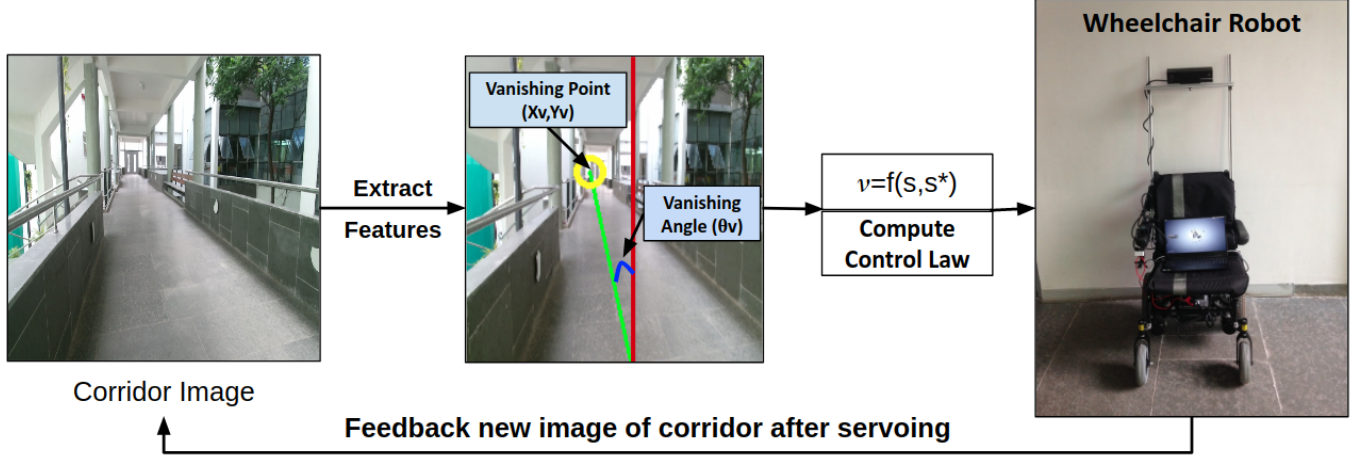 Wheelchair Robot
Vanishing Point
(Xv,Yv)
Extract
Features
Vanishing
Angle (θv)
ν=f(s,s*)
Compute
Control Law
Corridor Image
Feedback new image of corridor after servoing